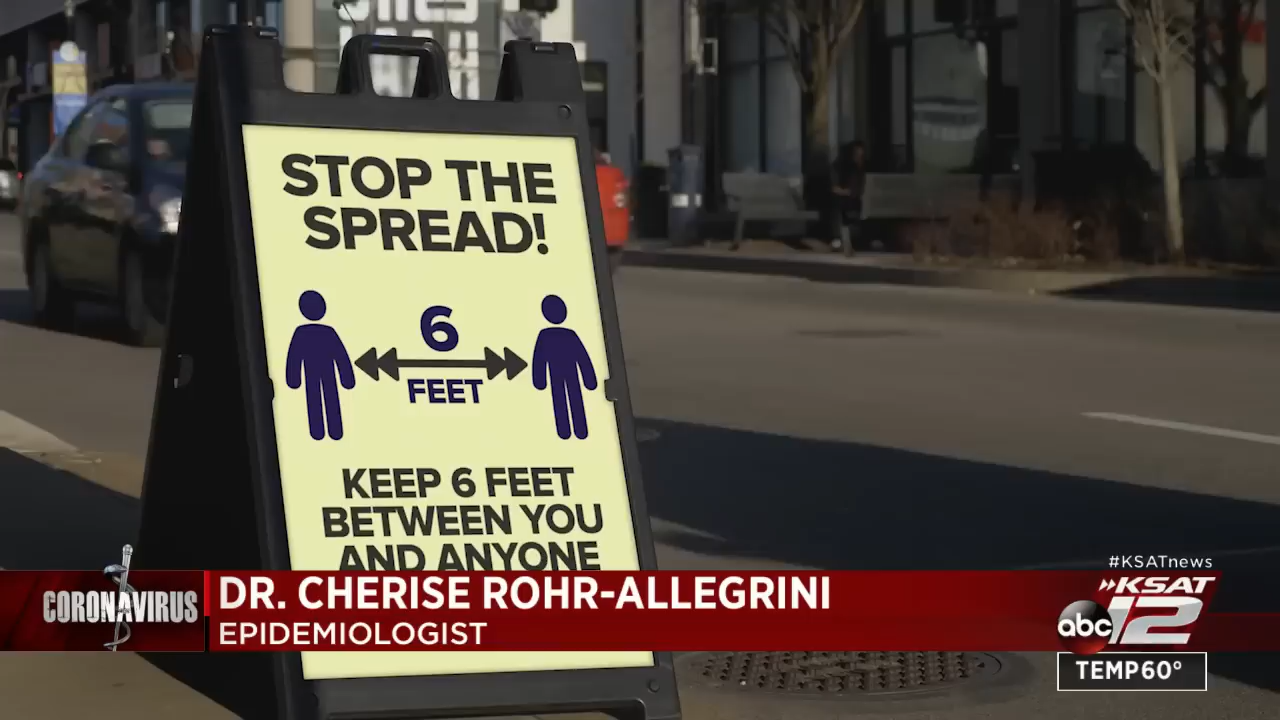 STOP THE
SPREAD!
6
FEET
KEEP 6 FEET
BETWEEN YOU
AND ANYONE
#KSATnews
CORONAVIRUS
DR. CHERISE ROHR-ALLEGRINI
EPIDEMIOLOGIST
KSAT
abc 12
TEMP60°